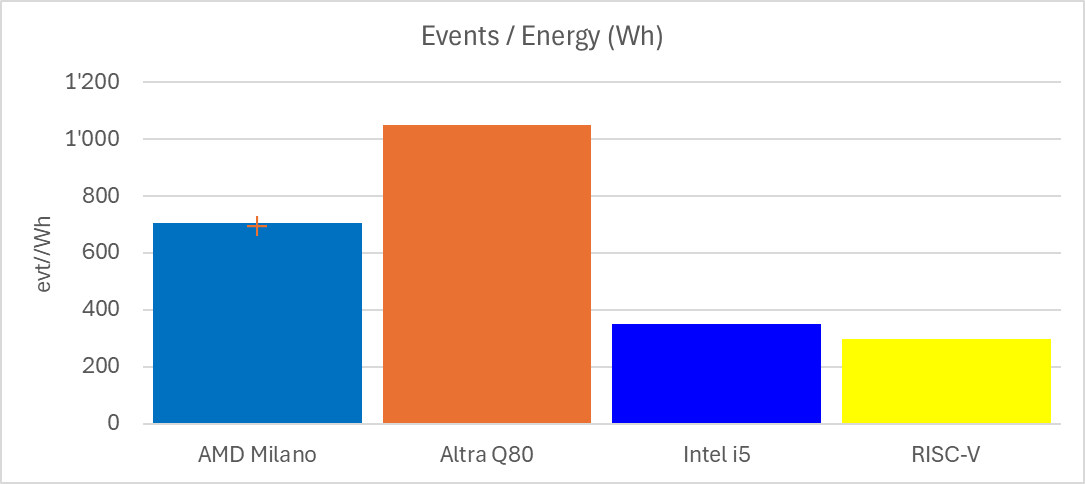 Events / Energy (Wh)
1'200
1'000
800
600
400
200
0
evt//Wh
AMD Milano
Altra Q80
Intel i5
RISC-V